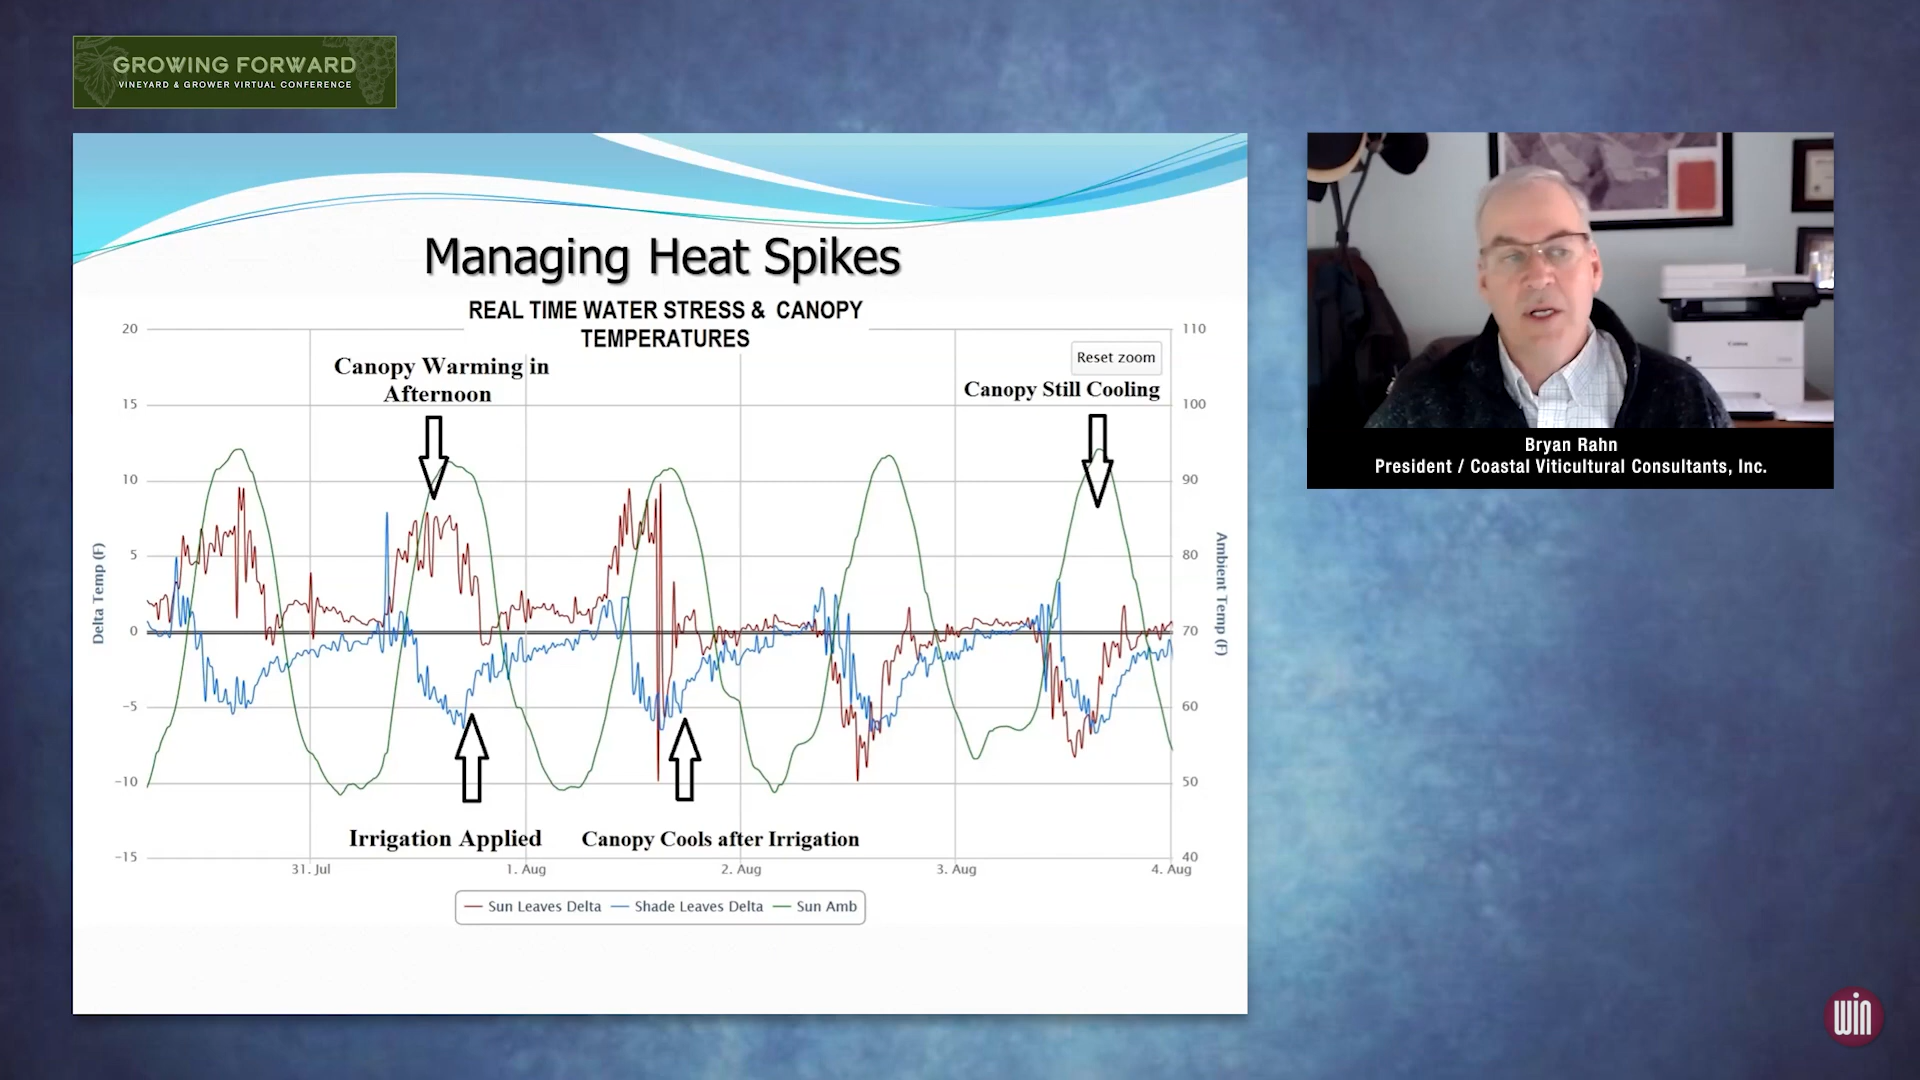 GROWING FORWARD
VINEYARD & GROWER VIRTUAL CONFERENCE
Managing Heat Spikes
REAL TIME WATER STRESS & CANOPY
TEMPERATURES
20
15
10
5
0
−5
−10
−15
Delta Temp (F)
110
100
90
80
70
60
50
40
Ambient Temp (F)
Reset zoom
Canopy Warming in
Afternoon
Canopy Still Cooling
Irrigation Applied
Canopy Cools after Irrigation
31. Jul
1. Aug
2. Aug
3. Aug
4. Aug
Sun Leaves Delta
Shade Leaves Delta
Sun Amb
Canon
Bryan Rahn
President / Coastal Viticultural Consultants, Inc.
win